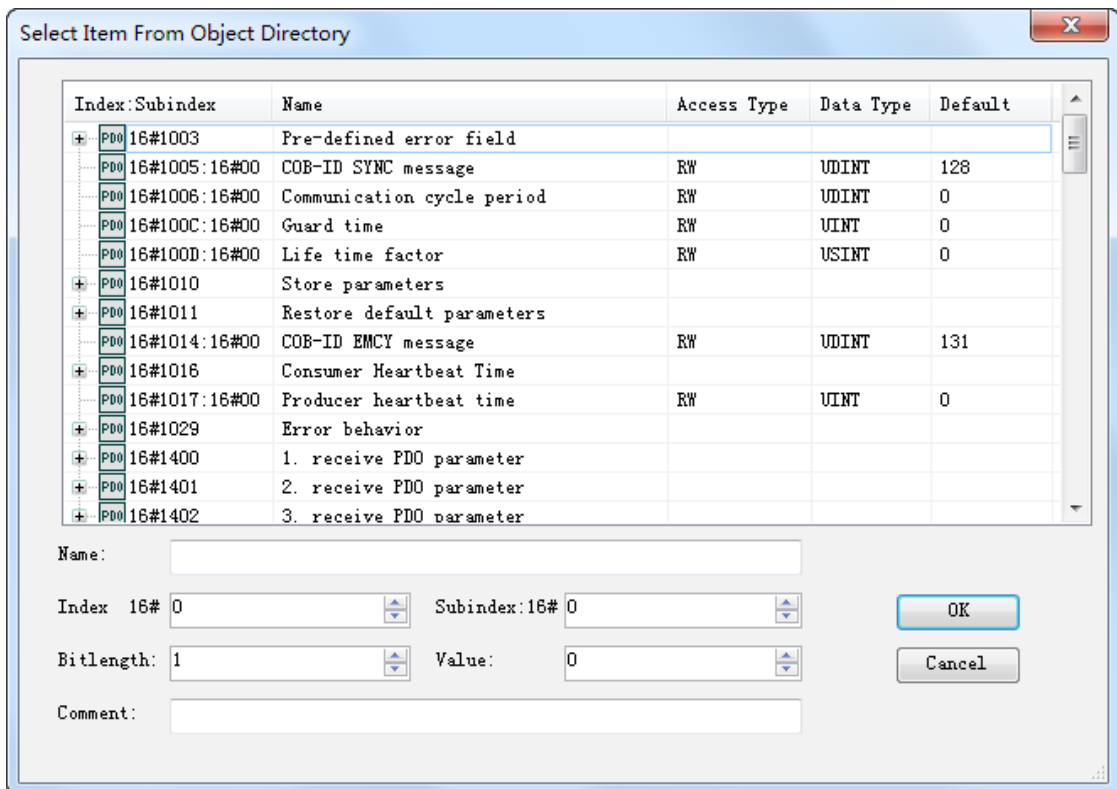 Select Item From Object Directory
Index:Subindex Name Access Type Data Type Default
PDO 16#1003 Pre-defined error field
PDO 16#1005:16#00 COB-ID SYNC message RW UDINT 128
PDO 16#1006:16#00 Communication cycle period RW UDINT 0
PDO 16#100C:16#00 Guard time RW UINT 0
PDO 16#100D:16#00 Life time factor RW USINT 0
PDO 16#1010 Store parameters
PDO 16#1011 Restore default parameters
PDO 16#1014:16#00 COB-ID EMCY message RW UDINT 131
PDO 16#1016 Consumer Heartbeat Time
PDO 16#1017:16#00 Producer heartbeat time RW UINT 0
PDO 16#1029 Error behavior
PDO 16#1400 1. receive PDO parameter
PDO 16#1401 2. receive PDO parameter
PDO 16#1402 3. receive PDO parameter
Name:
Index 16# 0 Subindex:16# 0 OK
Bitlength: 1 Value: 0 Cancel
Comment: